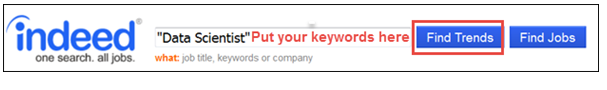 indeed®
one search. all jobs.
"Data Scientist" Put your keywords here Find Trends Find Jobs
what: job title, keywords or company